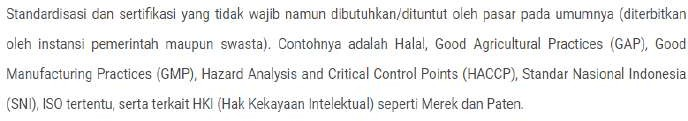 Standardisasi dan sertifikasi yang tidak wajib namun dibutuhkan/dituntut oleh pasar pada umumnya (diterbitkan
oleh instansi pemerintah maupun swasta). Contohnya adalah Halal, Good Agricultural Practices (GAP), Good
Manufacturing Practices (GMP), Hazard Analysis and Critical Control Points (HACCP), Standar Nasional Indonesia
(SNI), ISO tertentu, serta terkait HKI (Hak Kekayaan Intelektual) seperti Merek dan Paten.